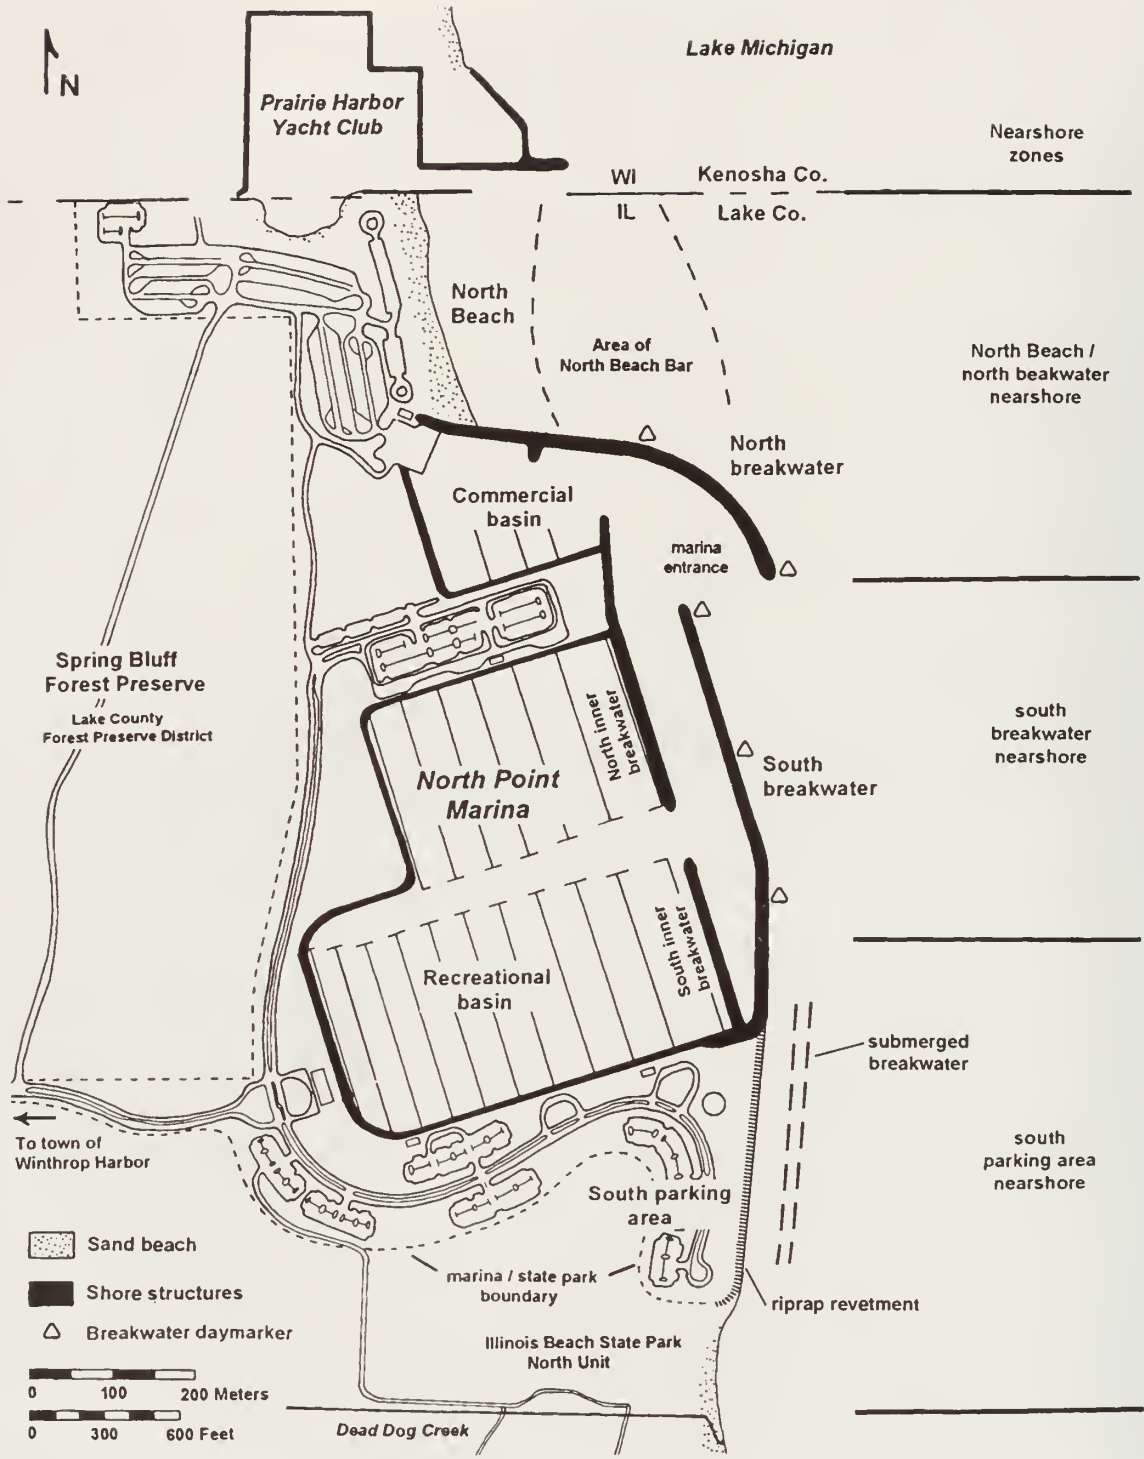 Lake Michigan
N
Prairie Harbor
Yacht Club
Nearshore
zones
WI Kenosha Co.
IL Lake Co.
North
Beach
Area of
North Beach Bar
North Beach /
north beakwater
nearshore
North
breakwater
Commercial
basin
marina
entrance
Spring Bluff
Forest Preserve
Lake County
Forest Preserve District
North inner
breakwater
south
breakwater
nearshore
North Point
Marina
South
breakwater
South inner
breakwater
Recreational
basin
submerged
breakwater
To town of
Winthrop Harbor
south
parking area
nearshore
South parking
area
Sand beach
marina / state park
boundary
Shore structures
riprap revetment
Breakwater daymarker
Illinois Beach State Park
North Unit
0 100 200 Meters
0 300 600 Feet
Dead Dog Creek